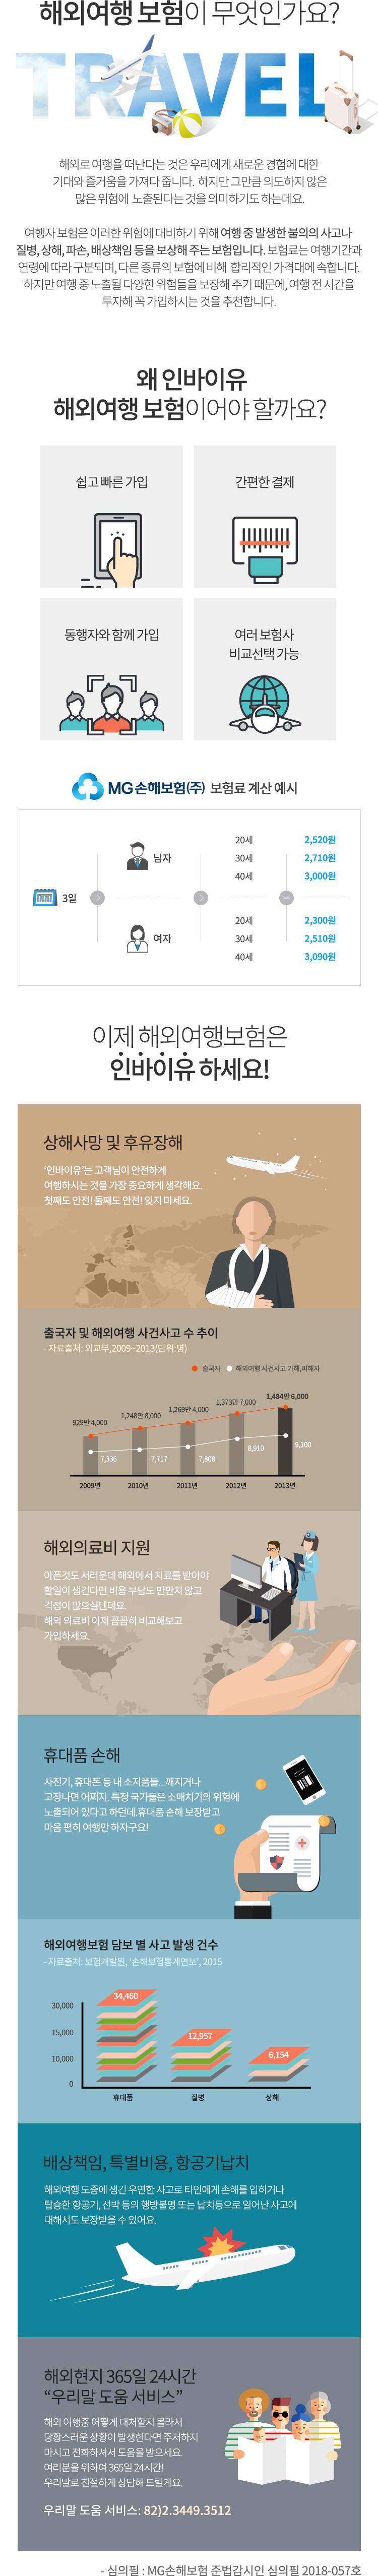 해외여행 보험이 무엇인가요?
TRAVEL
해외로 여행을 떠난다는 것은 우리에게 새로운 경험에 대한
기대와 즐거움을 가져다 줍니다. 하지만 그만큼 의도하지 않은
많은 위험에 노출된다는 것을 의미하기도 하는데요.
여행자 보험은 이러한 위험에 대비하기 위해 여행 중 발생한 불의의 사고나
질병, 상해, 파손, 배상책임 등을 보상해 주는 보험입니다. 보험료는 여행기간과
연령에 따라 구분되며, 다른 종류의 보험에 비해 합리적인 가격대에 속합니다.
하지만 여행 중 노출될 다양한 위험들을 보장해 주기 때문에, 여행 전 시간을
투자해 꼭 가입하시는 것을 추천합니다.
왜 인바이유
해외여행 보험이어야 할까요?
쉽고 빠른 가입
간편한 결제
동행자와 함께 가입
여러 보험사
비교선택 가능
MG 손해보험(주) 보험료 계산 예시
3일
남자
20세 2,520원
30세 2,710원
40세 3,000원
여자
20세 2,300원
30세 2,510원
40세 3,090원
이제 해외여행보험은
인바이유 하세요!
상해사망 및 후유장해
‘인바이유’는 고객님이 안전하게
여행하시는 것을 가장 중요하게 생각해요.
첫째도 안전! 둘째도 안전! 잊지 마세요.
출국자 및 해외여행 사건사고 수 추이
- 자료출처: 외교부,2009~2013(단위:명)
출국자 해외여행 사건사고 가해,피해자
929만 4,000
1,248만 8,000
1,269만 4,000
1,373만 7,000
1,484만 6,000
7,336
7,717
7,808
8,910
9,100
2009년 2010년 2011년 2012년 2013년
해외의료비 지원
아픈것도 서러운데 해외에서 치료를 받아야
할일이 생긴다면 비용 부담도 만만치 않고
걱정이 많으실텐데요.
해외 의료비 이제 꼼꼼히 비교해보고
가입하세요.
휴대품 손해
사진기, 휴대폰 등 내 소지품들...깨지거나
고장나면 어쩌지. 특정 국가들은 소매치기의 위험에
노출되어 있다고 하던데.휴대품 손해 보장받고
마음 편히 여행만 하자구요!
해외여행보험 담보 별 사고 발생 건수
- 자료출처: 보험개발원, ‘손해보험통계연보’, 2015
30,000
15,000
10,000
0
34,460
12,957
6,154
휴대품 질병 상해
배상책임, 특별비용, 항공기납치
해외여행 도중에 생긴 우연한 사고로 타인에게 손해를 입히거나
탑승한 항공기, 선박 등의 행방불명 또는 납치등으로 일어난 사고에
대해서도 보장받을 수 있어요.
해외현지 365일 24시간
“우리말 도움 서비스”
해외 여행중 어떻게 대처할지 몰라서
당황스러운 상황이 발생한다면 주저하지
마시고 전화하셔서 도움을 받으세요.
여러분을 위하여 365일 24시간!
우리말로 친절하게 상담해 드릴게요.
우리말 도움 서비스: 82)2.3449.3512
- 심의필 : MG손해보험 준법감시인 심의필 2018-057호